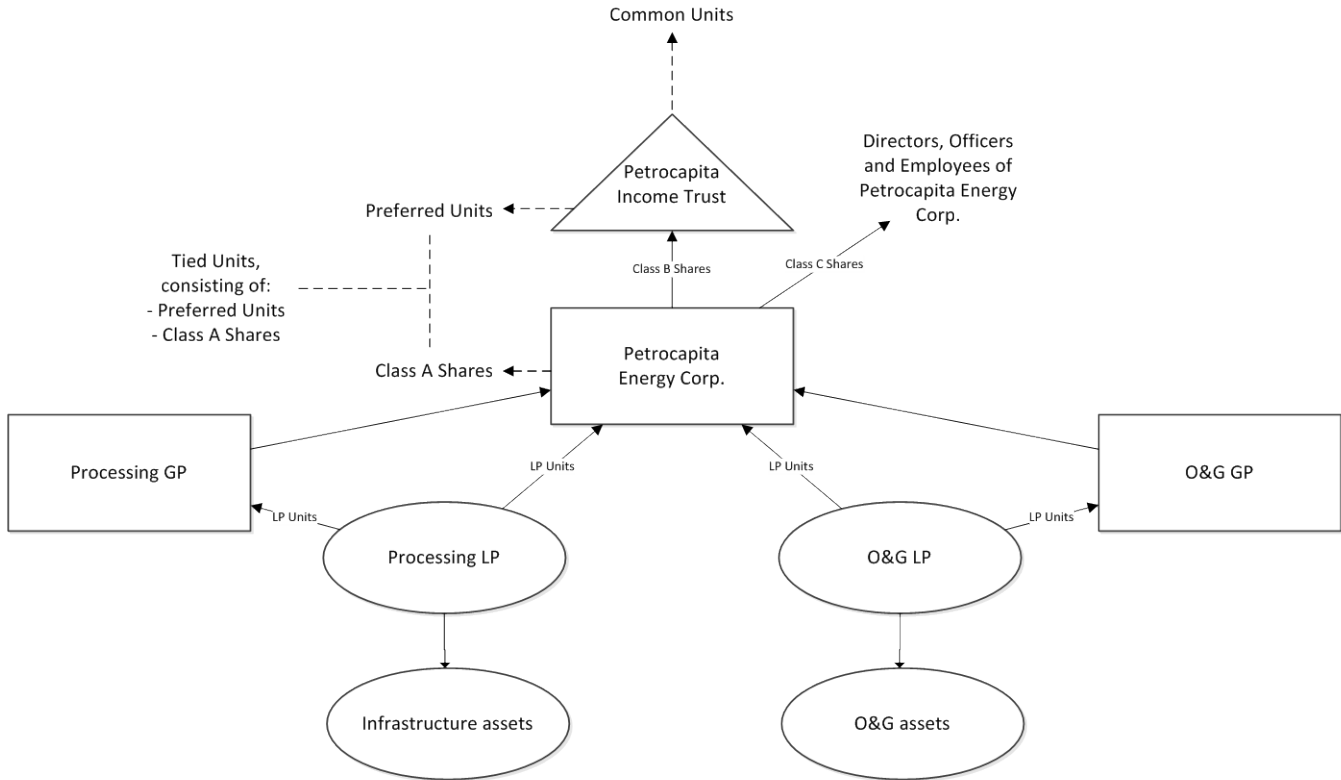 Common Units
Petrocapita
Income Trust
Directors, Officers
and Employees of
Petrocapita Energy
Corp.
Preferred Units
Class B Shares
Class C Shares
Tied Units,
consisting of:
- Preferred Units
- Class A Shares
Class A Shares
Petrocapita
Energy Corp.
Processing GP
LP Units
LP Units
O&G GP
LP Units
LP Units
Processing LP
O&G LP
Infrastructure assets
O&G assets